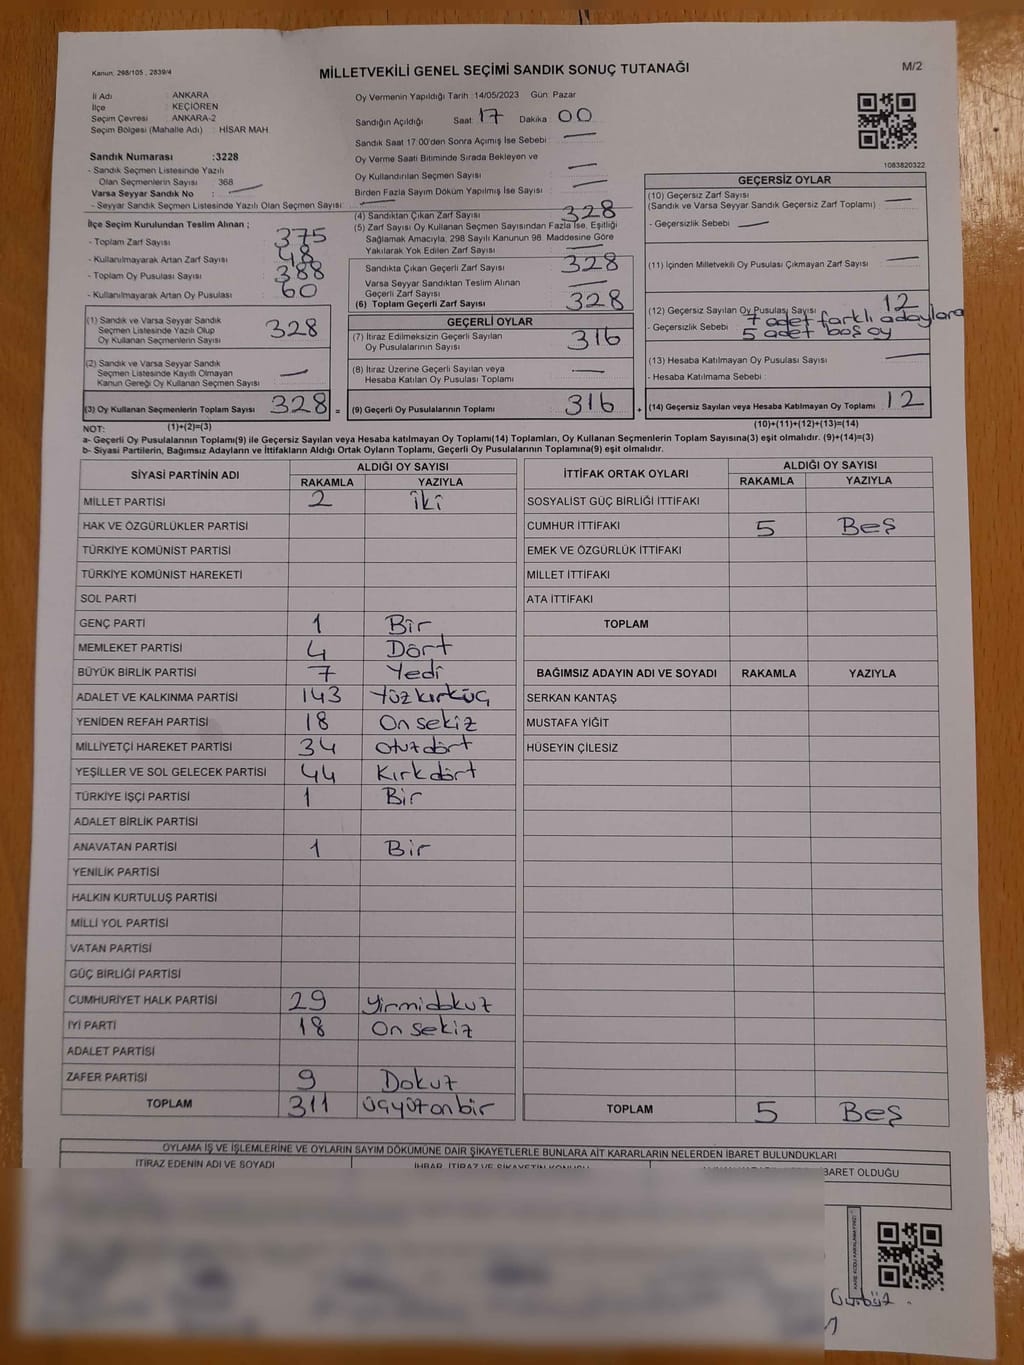 Kanun: 298/105 , 2839/4
MİLLETVEKİLİ GENEL SEÇİMİ SANDIK SONUÇ TUTANAĞI
M/2
İl Adı : ANKARA
İlçe : KEÇİÖREN
Seçim Çevresi : ANKARA-2
Seçim Bölgesi (Mahalle Adı) : HİSAR MAH
Sandık Numarası :3228
- Sandık Seçmen Listesinde Yazılı
Olan Seçmenlerin Sayısı : 368
Varsa Seyyar Sandık No :
- Seyyar Sandık Seçmen Listesinde Yazılı Olan Seçmen Sayısı:
Oy Vermenin Yapıldığı Tarih :14/05/2023 Gün: Pazar
Sandığın Açıldığı Saat: 17 Dakika 00
Sandık Saat 17:00'den Sonra Açımış İse Sebebi :
Oy Verme Saati Bitiminde Sırada Bekleyen ve
Oy Kullandırılan Seçmen Sayısı :
Birden Fazla Sayım Döküm Yapılmış İse Sayısı :
1083820322
İlçe Seçim Kurulundan Teslim Alınan ;
- Toplam Zarf Sayısı : 375
- Kullanılmayarak Artan Zarf Sayısı : 48
- Toplam Oy Pusulası Sayısı : 388
- Kullanılmayarak Artan Oy Pusulası : 60
(1) Sandık ve Varsa Seyyar Sandık
Seçmen Listesinde Yazılı Olup
Oy Kullanan Seçmenlerin Sayısı : 328
(2) Sandık ve Varsa Seyyar Sandık
Seçmen Listesinde Kayıtlı Olmayan
Kanun Gereği Oy Kullanan Seçmen Sayısı :
(3) Oy Kullanan Seçmenlerin Toplam Sayısı : 328 =
(1)+(2)=(3)
(4) Sandıktan Çıkan Zarf Sayısı : 328
(5) Zarf Sayısı Oy Kullanan Seçmen Sayısından Fazla İse, Eşitliği
Sağlamak Amacıyla; 298 Sayılı Kanunun 98. Maddesine Göre
Yakılarak Yok Edilen Zarf Sayısı :
Sandıkta Çıkan Geçerli Zarf Sayısı : 328
Varsa Seyyar Sandıktan Teslim Alınan
Geçerli Zarf Sayısı :
(6) Toplam Geçerli Zarf Sayısı : 328
GEÇERLİ OYLAR
(7) İtiraz Edilmeksizin Geçerli Sayılan
Oy Pusulalarının Sayısı : 316
(8) İtiraz Üzerine Geçerli Sayılan veya
Hesaba Katılan Oy Pusulası Toplamı :
(9) Geçerli Oy Pusulalarının Toplamı : 316 +
GEÇERSİZ OYLAR
(10) Geçersiz Zarf Sayısı
(Sandık ve Varsa Seyyar Sandık Geçersiz Zarf Toplamı) :
- Geçersizlik Sebebi :
(11) İçinden Milletvekili Oy Pusulası Çıkmayan Zarf Sayısı :
(12) Geçersiz Sayılan Oy Pusulası Sayısı : 12
- Geçersizlik Sebebi : 7 adet farklı adaylara
5 adet boş oy
(13) Hesaba Katılmayan Oy Pusulası Sayısı :
- Hesaba Katılmama Sebebi :
(14) Geçersiz Sayılan veya Hesaba Katılmayan Oy Toplamı : 12
(10)+(11)+(12)+(13)=(14)
NOT:
a- Geçerli Oy Pusulalarının Toplamı(9) ile Geçersiz Sayılan veya Hesaba katılmayan Oy Toplamı(14) Toplamları, Oy Kullanan Seçmenlerin Toplam Sayısına(3) eşit olmalıdır. (9)+(14)=(3)
b- Siyasi Partilerin, Bağımsız Adayların ve İttifakların Aldığı Ortak Oyların Toplamı, Geçerli Oy Pusulalarının Toplamına(9) eşit olmalıdır.
SİYASİ PARTİNİN ADI ALDIĞI OY SAYISI
RAKAMLA YAZIYLA
MİLLET PARTİSİ 2 iki
HAK VE ÖZGÜRLÜKLER PARTİSİ
TÜRKİYE KOMÜNİST PARTİSİ
TÜRKİYE KOMÜNİST HAREKETİ
SOL PARTİ
GENÇ PARTİ 1 Bir
MEMLEKET PARTİSİ 4 Dört
BÜYÜK BİRLİK PARTİSİ 7 Yedi
ADALET VE KALKINMA PARTİSİ 143 Yüzkırküç
YENİDEN REFAH PARTİSİ 18 On sekiz
MİLLİYETÇİ HAREKET PARTİSİ 34 otuzdört
YEŞİLLER VE SOL GELECEK PARTİSİ 44 Kırkdört
TÜRKİYE İŞÇİ PARTİSİ 1 Bir
ADALET BİRLİK PARTİSİ
ANAVATAN PARTİSİ 1 Bir
YENİLİK PARTİSİ
HALKIN KURTULUŞ PARTİSİ
MİLLİ YOL PARTİSİ
VATAN PARTİSİ
GÜÇ BİRLİĞİ PARTİSİ
CUMHURİYET HALK PARTİSİ 29 yirmidokuz
İYİ PARTİ 18 On sekiz
ADALET PARTİSİ
ZAFER PARTİSİ 9 Dokuz
TOPLAM 311 üçyüzonbir
İTTİFAK ORTAK OYLARI ALDIĞI OY SAYISI
RAKAMLA YAZIYLA
SOSYALİST GÜÇ BİRLİĞİ İTTİFAKI
CUMHUR İTTİFAKI 5 Beş
EMEK VE ÖZGÜRLÜK İTTİFAKI
MİLLET İTTİFAKI
ATA İTTİFAKI
TOPLAM
BAĞIMSIZ ADAYIN ADI VE SOYADI RAKAMLA YAZIYLA
SERKAN KANTAŞ
MUSTAFA YİĞİT
HÜSEYİN ÇİLESİZ
TOPLAM 5 Beş
OYLAMA İŞ VE İŞLEMLERİNE VE OYLARIN SAYIM DÖKÜMÜNE DAİR ŞİKAYETLERLE BUNLARA AİT KARARLARIN NELERDEN İBARET BULUNDUKLARI
İTİRAZ EDENİN ADI VE SOYADI
İHBAR, İTİRAZ VE ŞİKAYETİN KONUSU
BARET OLDUĞU